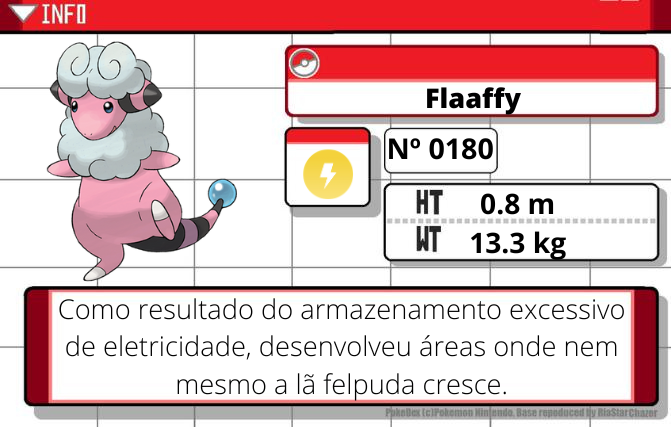 INFO
Flaaffy
Nº 0180
HT 0.8 m
WT 13.3 kg
Como resultado do armazenamento excessivo
de eletricidade, desenvolveu áreas onde nem
mesmo a lã felpuda cresce.
PokeDex (c)Pokemon Nintendo. Base repoduced by RiaStarChazer